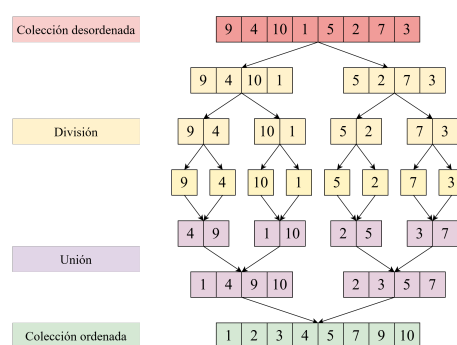 Colección desordenada 9 4 10 1 5 2 7 3
9 4 10 1 5 2 7 3
División 9 4 10 1 5 2 7 3
9 4 10 1 5 2 7 3
4 9 1 10 2 5 3 7
Unión
1 4 9 10 2 3 5 7
Colección ordenada 1 2 3 4 5 7 9 10